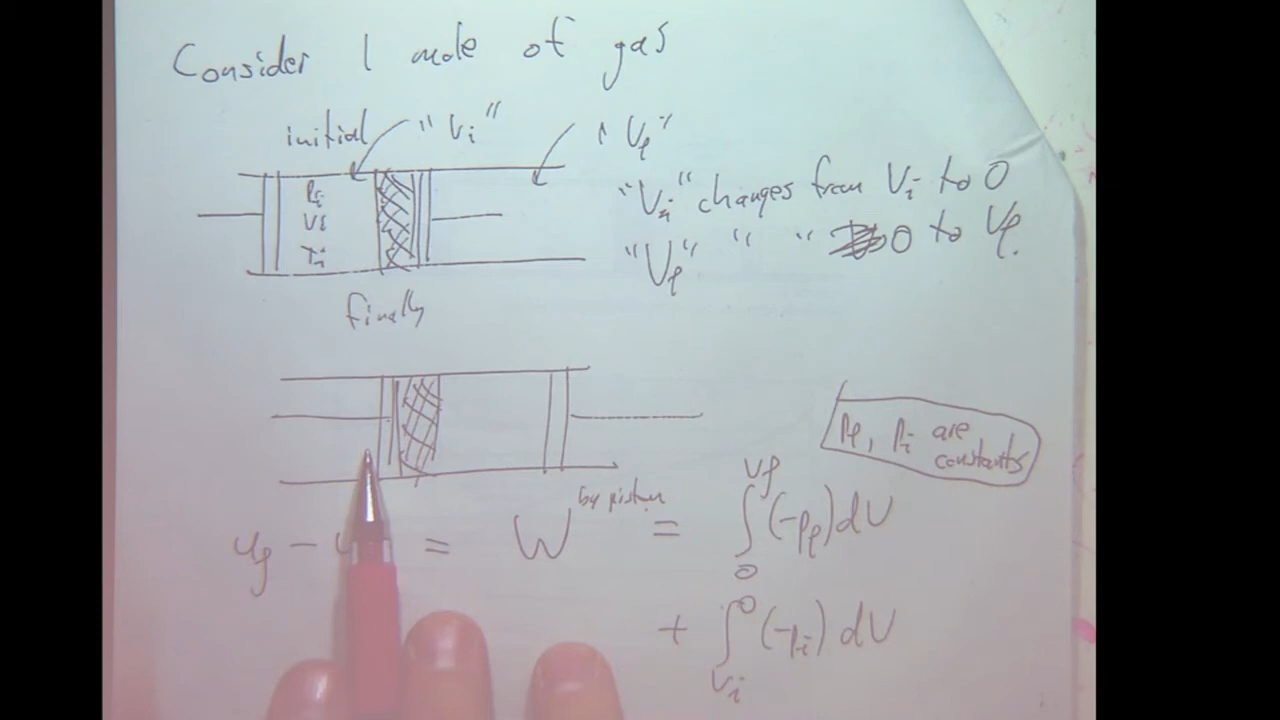 Consider 1 mole of gas
initial "Vi" "Vf"
Pi
Vi
Ti
"Vi" changes from Vi to 0
"Vf" " " 0 to Vf.
finally
Pf, Pi are constants
uf - = W by piston = ∫₀^Vf (-Pf) dV
+ ∫_Vi^0 (-Pi) dV